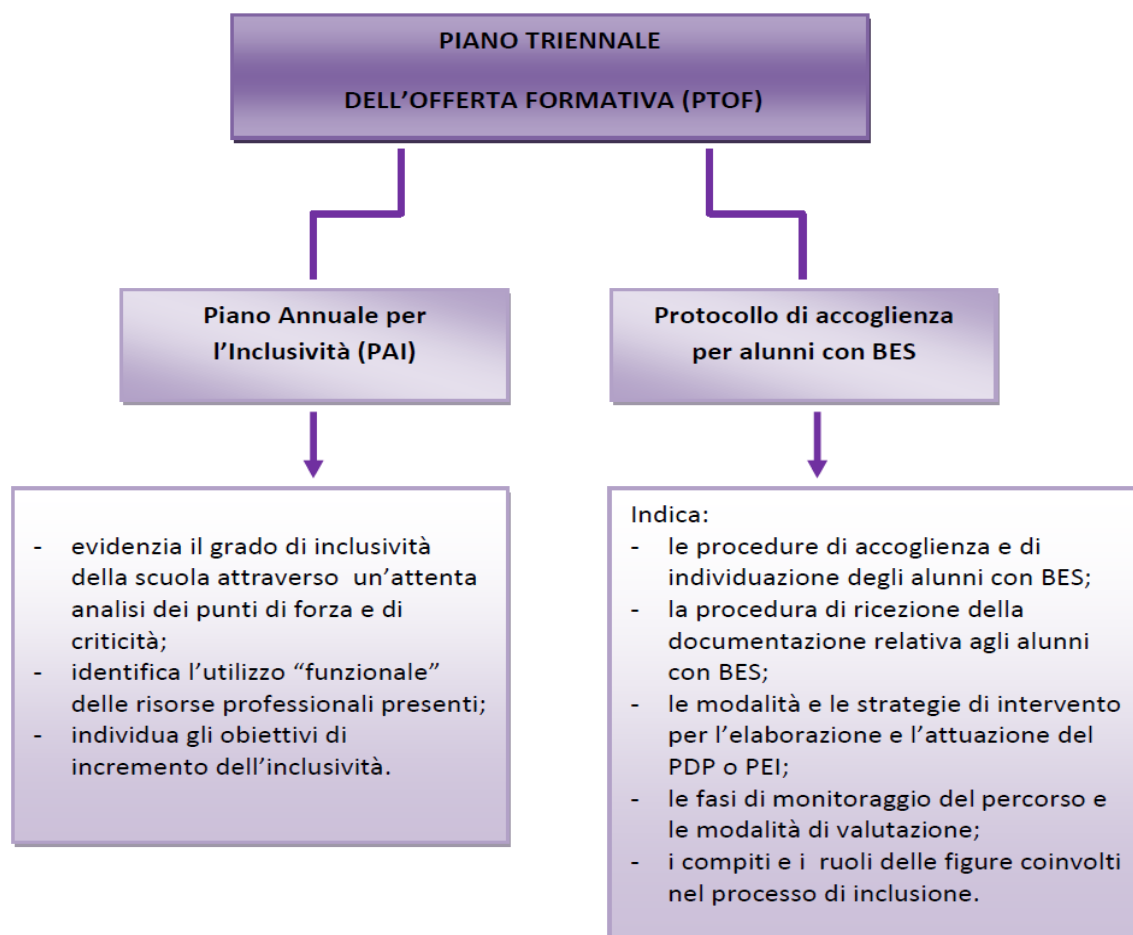 PIANO TRIENNALE
DELL'OFFERTA FORMATIVA (PTOF)
Piano Annuale per
l'Inclusività (PAI)
Protocollo di accoglienza
per alunni con BES
- evidenzia il grado di inclusività
della scuola attraverso un'attenta
analisi dei punti di forza e di
criticità;
- identifica l'utilizzo “funzionale”
delle risorse professionali presenti;
- individua gli obiettivi di
incremento dell'inclusività.
Indica:
- le procedure di accoglienza e di
individuazione degli alunni con BES;
- la procedura di ricezione della
documentazione relativa agli alunni
con BES;
- le modalità e le strategie di intervento
per l'elaborazione e l'attuazione del
PDP o PEI;
- le fasi di monitoraggio del percorso e
le modalità di valutazione;
- i compiti e i ruoli delle figure coinvolti
nel processo di inclusione.